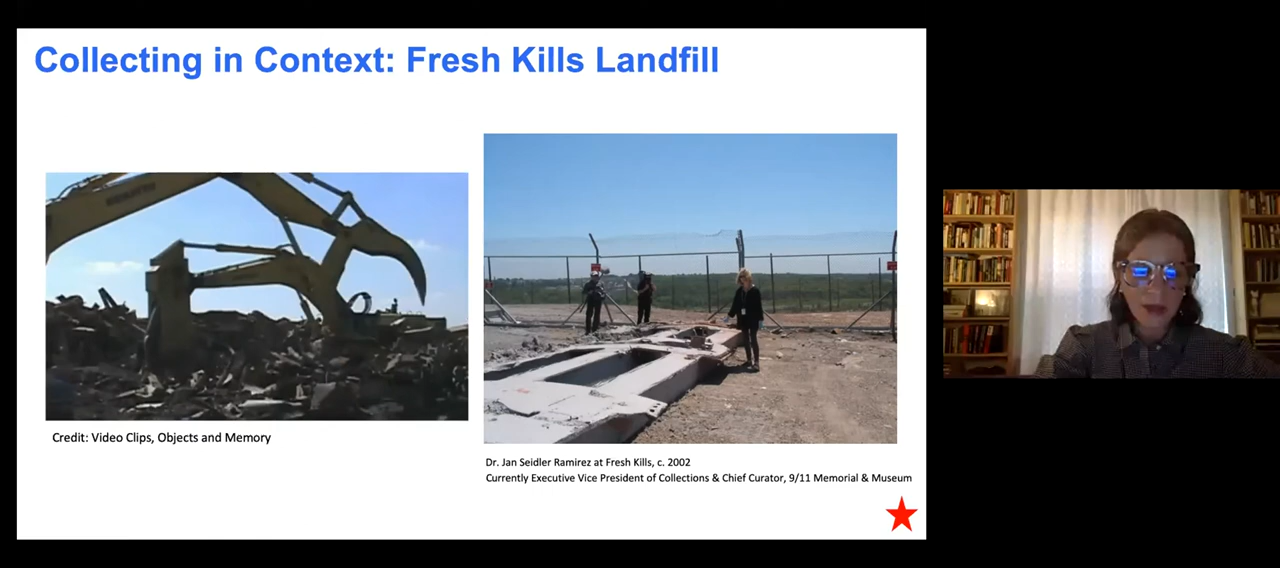 Collecting in Context: Fresh Kills Landfill
Credit: Video Clips, Objects and Memory
Dr. Jan Seidler Ramirez at Fresh Kills, c. 2002
Currently Executive Vice President of Collections & Chief Curator, 9/11 Memorial & Museum